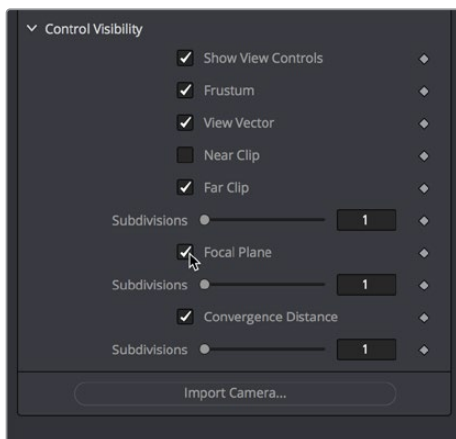 Control Visibility
Show View Controls
Frustum
View Vector
Near Clip
Far Clip
Subdivisions 1
Focal Plane
Subdivisions 1
Convergence Distance
Subdivisions 1
Import Camera...